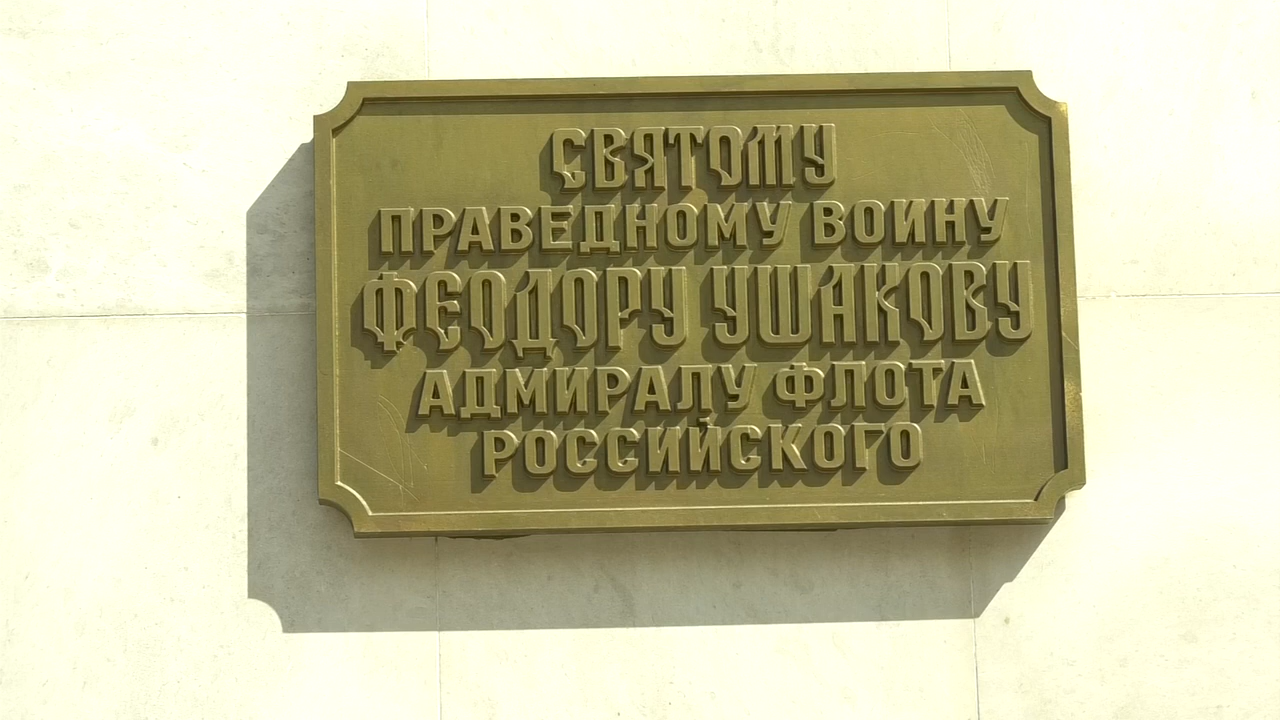 СВЯТОМУ
ПРАВЕДНОМУ ВОИНУ
ФЕОДОРУ УШАКОВУ
АДМИРАЛУ ФЛОТА
РОССИЙСКОГО